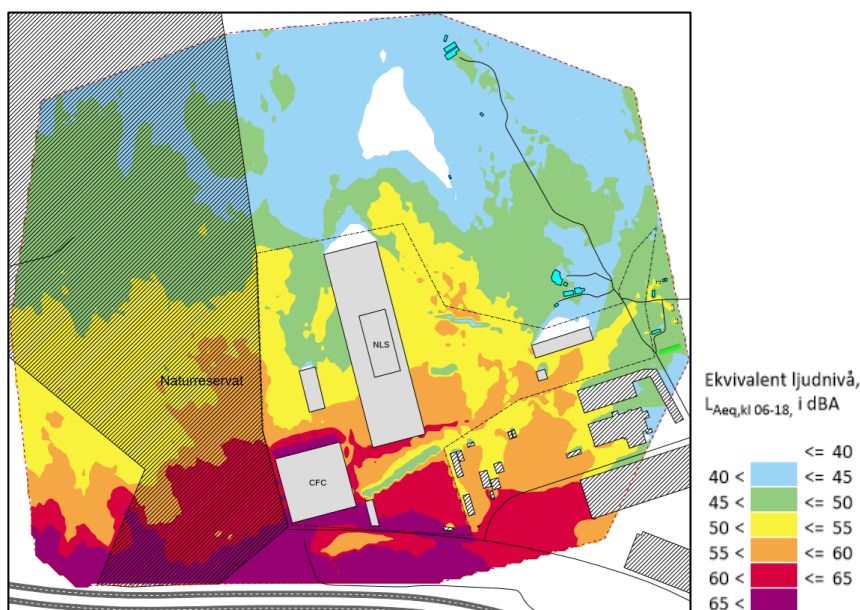 NLS
Naturreservat
CFC
Ekvivalent ljudnivå,
LAeq,kl 06-18, i dBA
<= 40
40 < <= 45
45 < <= 50
50 < <= 55
55 < <= 60
60 < <= 65
65 <